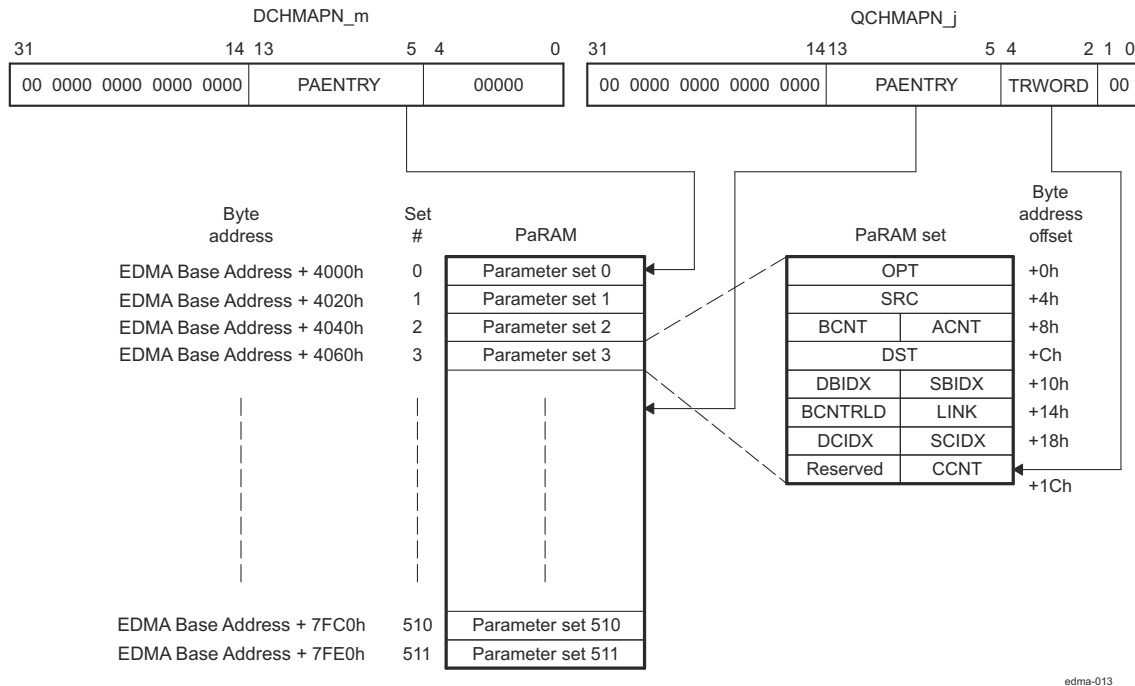 DCHMAPN_m QCHMAPN_j
31 14 13 5 4 0 31 14 13 5 4 2 1 0
00 0000 0000 0000 0000 PAENTRY 00000 00 0000 0000 0000 0000 PAENTRY TRWORD 00
Byte address Set # PaRAM
EDMA Base Address + 4000h 0 Parameter set 0
EDMA Base Address + 4020h 1 Parameter set 1
EDMA Base Address + 4040h 2 Parameter set 2
EDMA Base Address + 4060h 3 Parameter set 3
EDMA Base Address + 7FC0h 510 Parameter set 510
EDMA Base Address + 7FE0h 511 Parameter set 511
PaRAM set Byte address offset
OPT +0h
SRC +4h
BCNT ACNT +8h
DST +Ch
DBIDX SBIDX +10h
BCNTRLD LINK +14h
DCIDX SCIDX +18h
Reserved CCNT +1Ch
edma-013